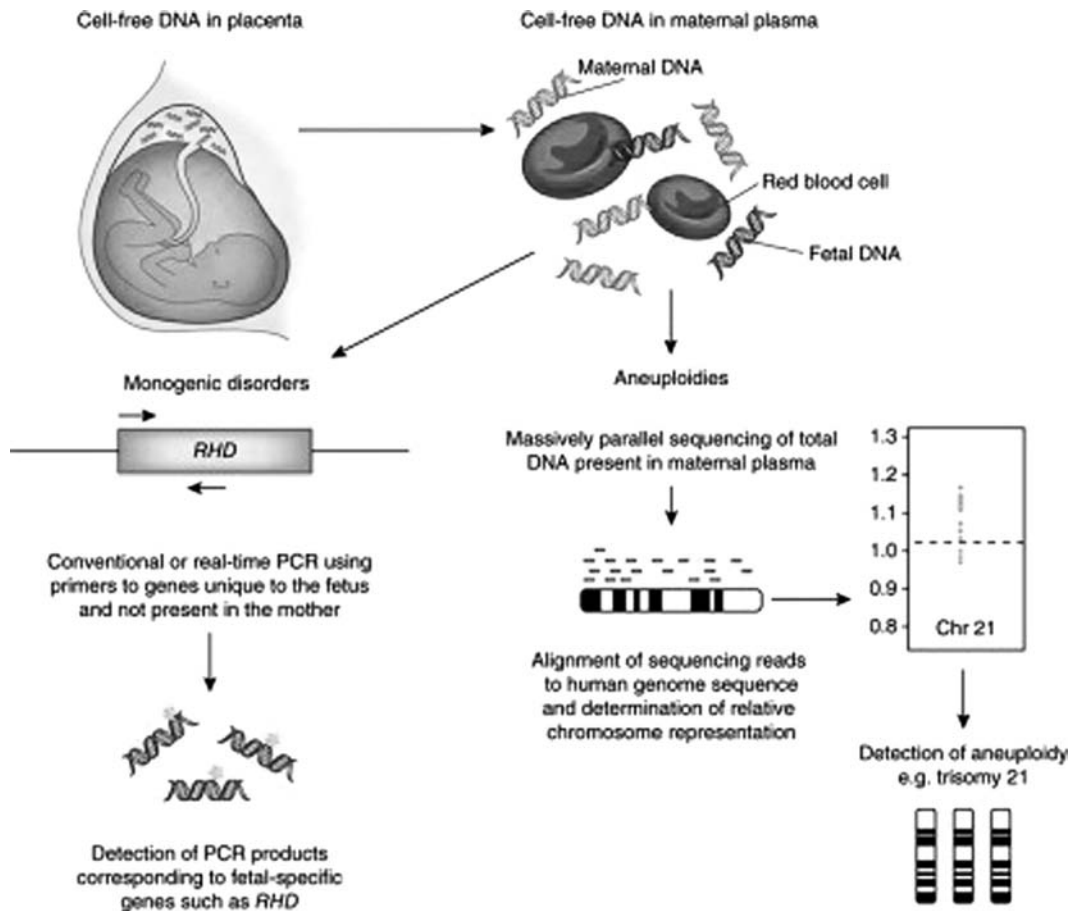 Cell-free DNA in placenta
Cell-free DNA in maternal plasma
Maternal DNA
Red blood cell
Fetal DNA
Monogenic disorders
RHD
Conventional or real-time PCR using
primers to genes unique to the fetus
and not present in the mother
Detection of PCR products
corresponding to fetal-specific
genes such as RHD
Aneuploidies
Massively parallel sequencing of total
DNA present in maternal plasma
Alignment of sequencing reads
to human genome sequence
and determination of relative
chromosome representation
1.3
1.2
1.1
1.0
0.9
0.8
Chr 21
Detection of aneuploidy
e.g. trisomy 21